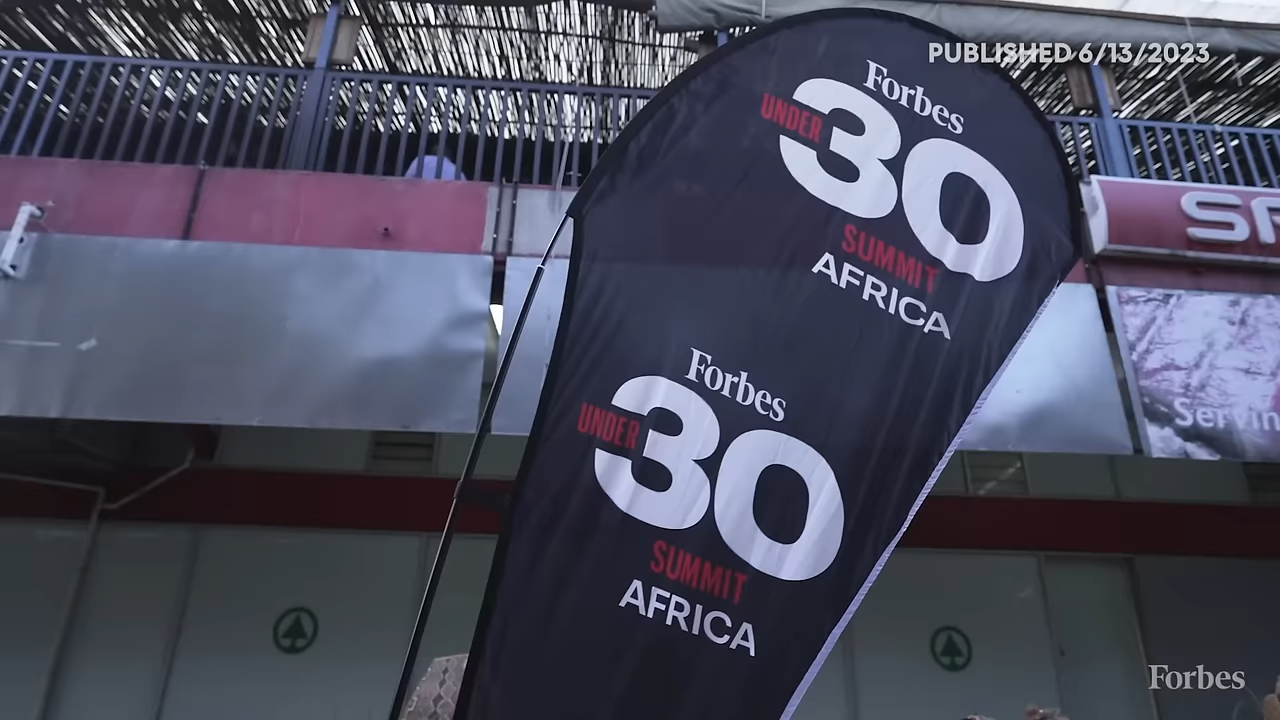 PUBLISHED 6/13/2023
Forbes
UNDER
30
SUMMIT
AFRICA
Forbes
UNDER
30
SUMMIT
AFRICA
Forbes